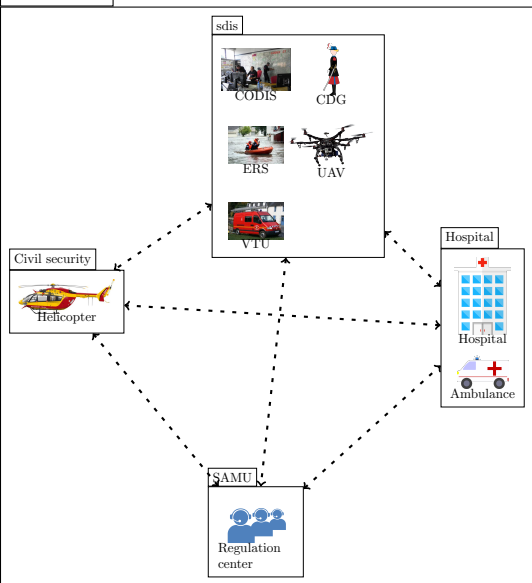 sdis
CODIS
CDG
ERS
UAV
VTU
Civil security
Helicopter
Hospital
Hospital
Ambulance
SAMU
Regulation
center